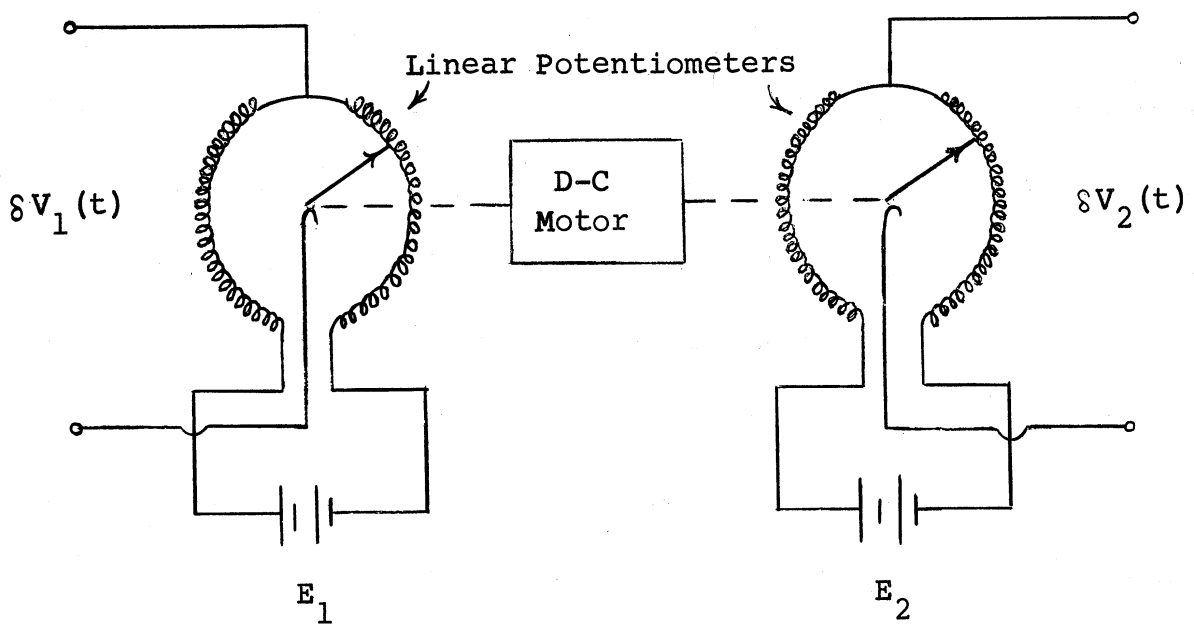 Linear Potentiometers
δV₁(t)
D-C
Motor
δV₂(t)
E₁
E₂